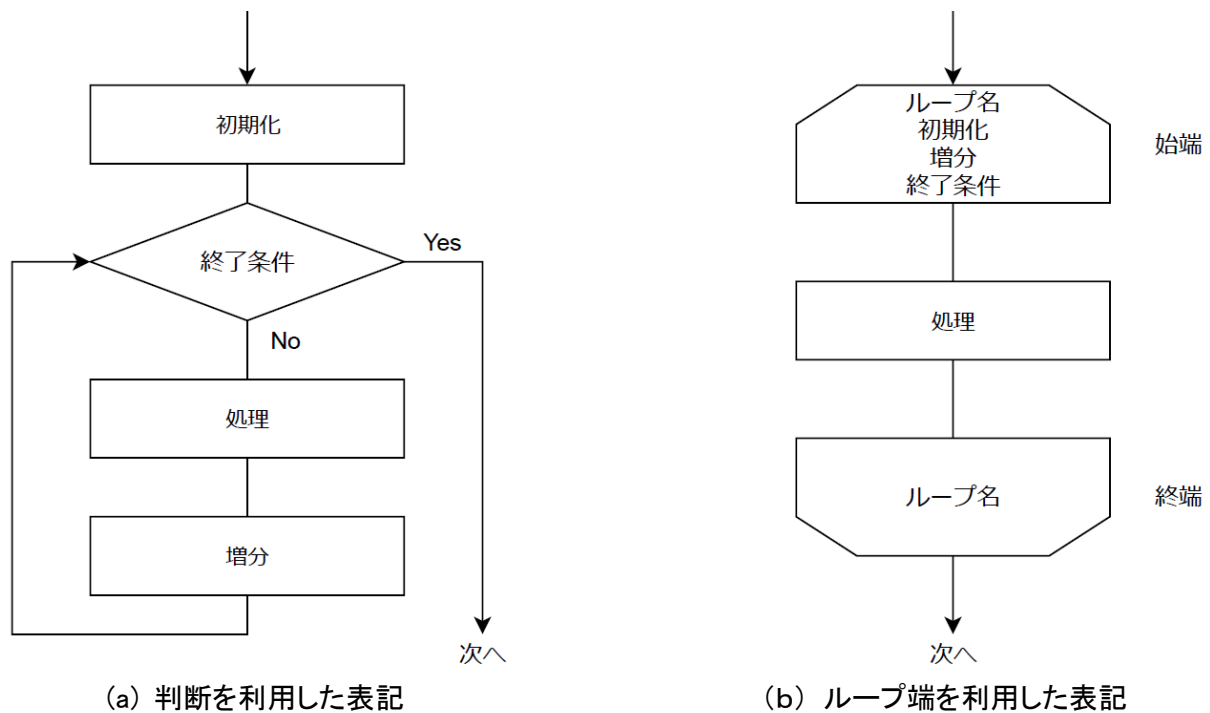 初期化
終了条件
Yes
No
処理
増分
次へ
(a) 判断を利用した表記
ループ名
初期化
増分
終了条件
始端
処理
ループ名
終端
次へ
(b) ループ端を利用した表記